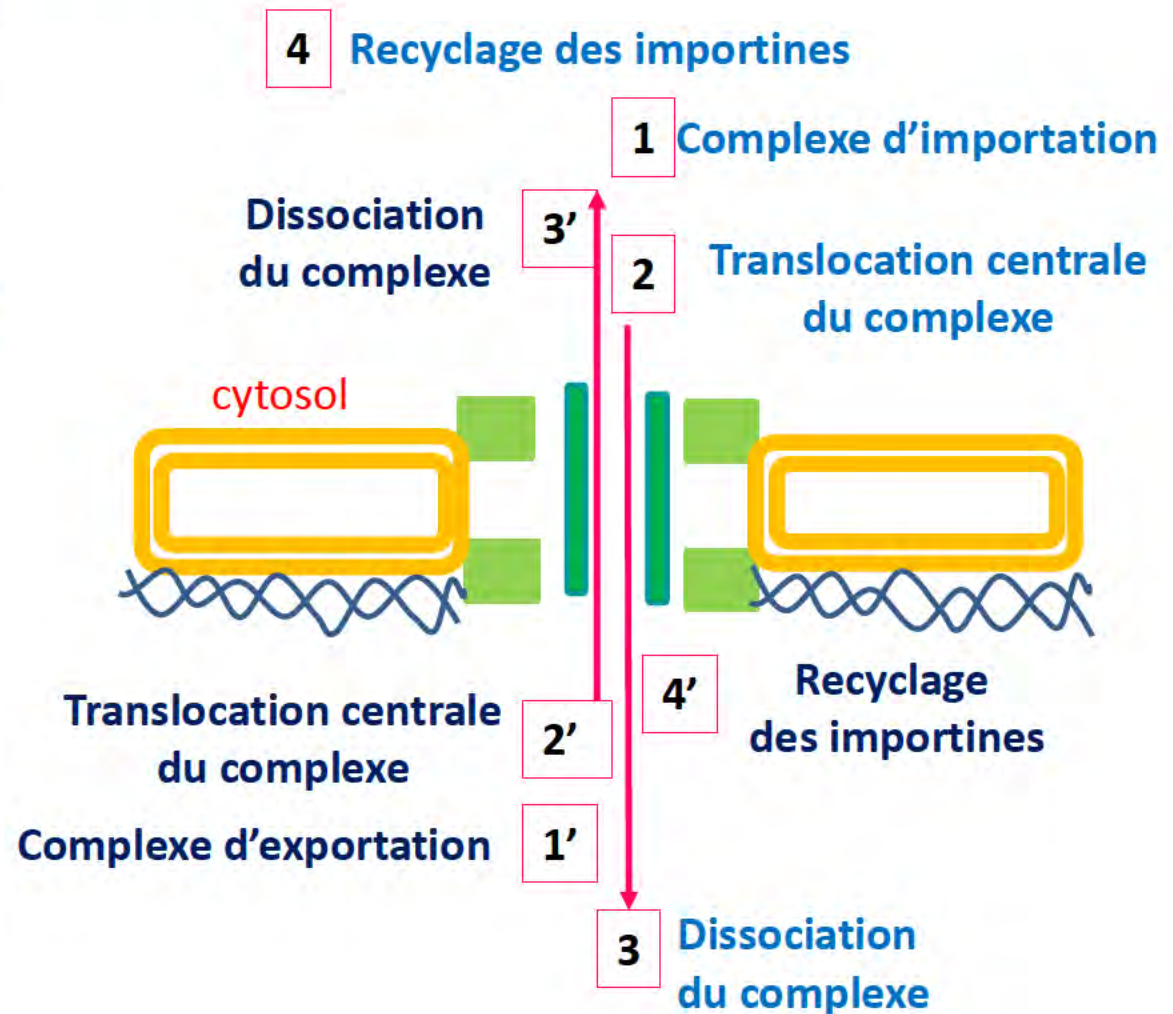 4 Recyclage des importines
1 Complexe d’importation
Dissociation
du complexe
3’
2
Translocation centrale
du complexe
cytosol
Translocation centrale
du complexe
2’
4’
Recyclage
des importines
Complexe d’exportation 1’
3
Dissociation
du complexe